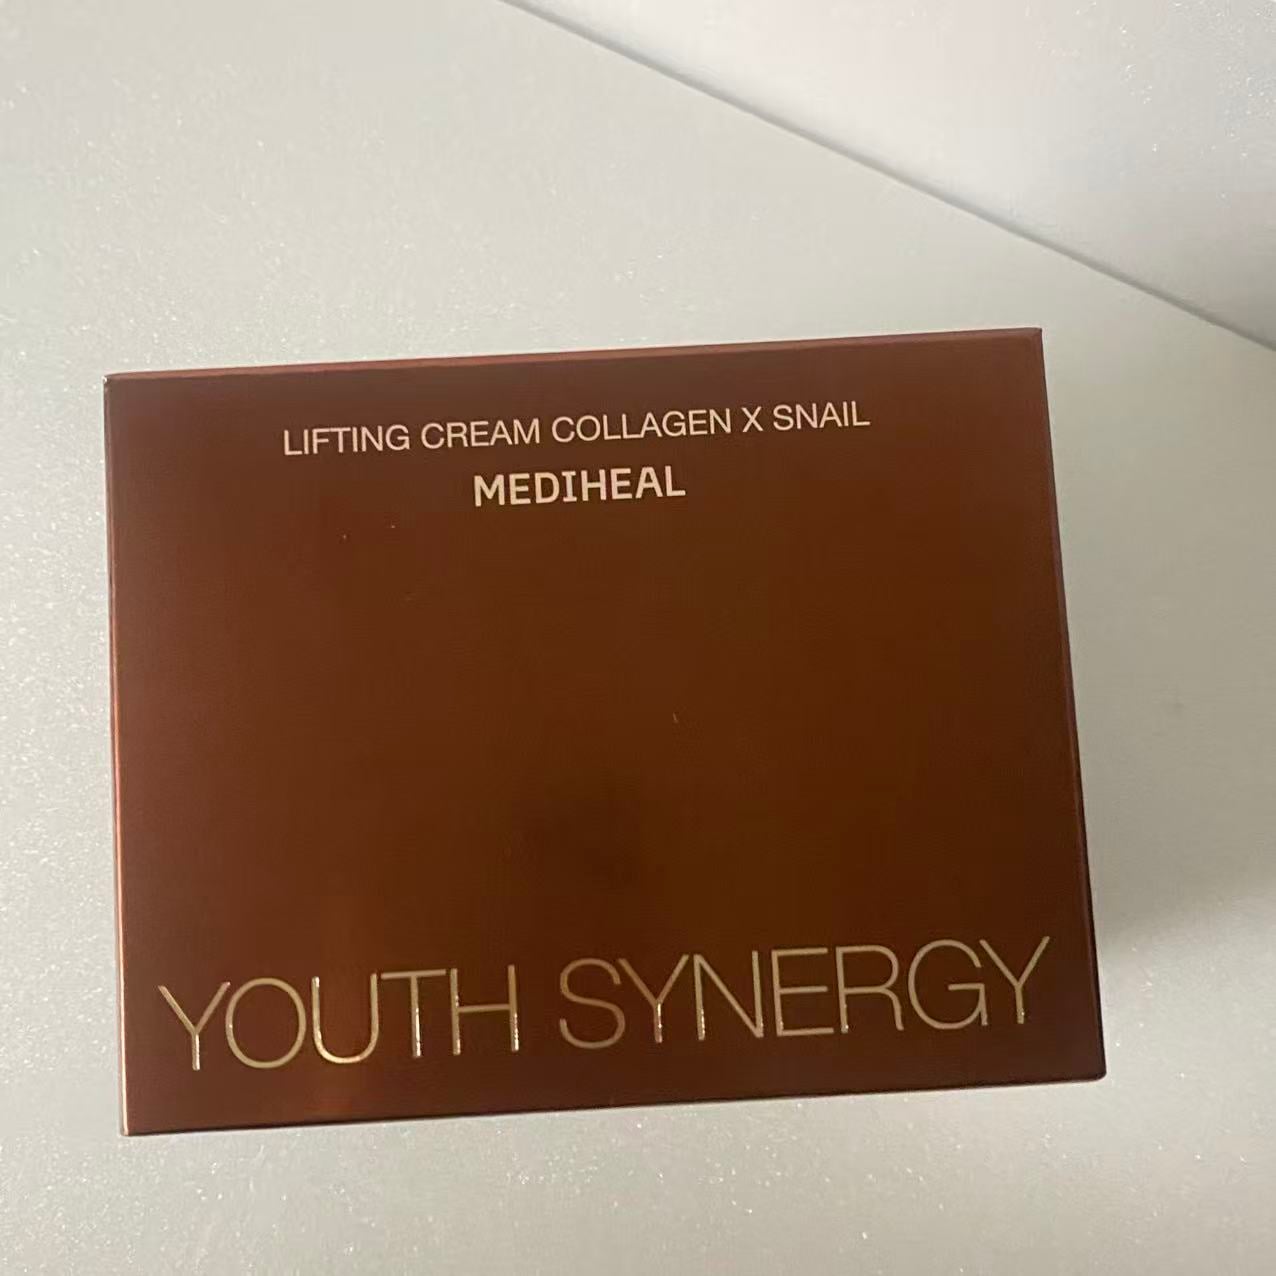 LIFTING CREAM COLLAGEN X SNAIL
MEDIHEAL
YOUTH SYNERGY